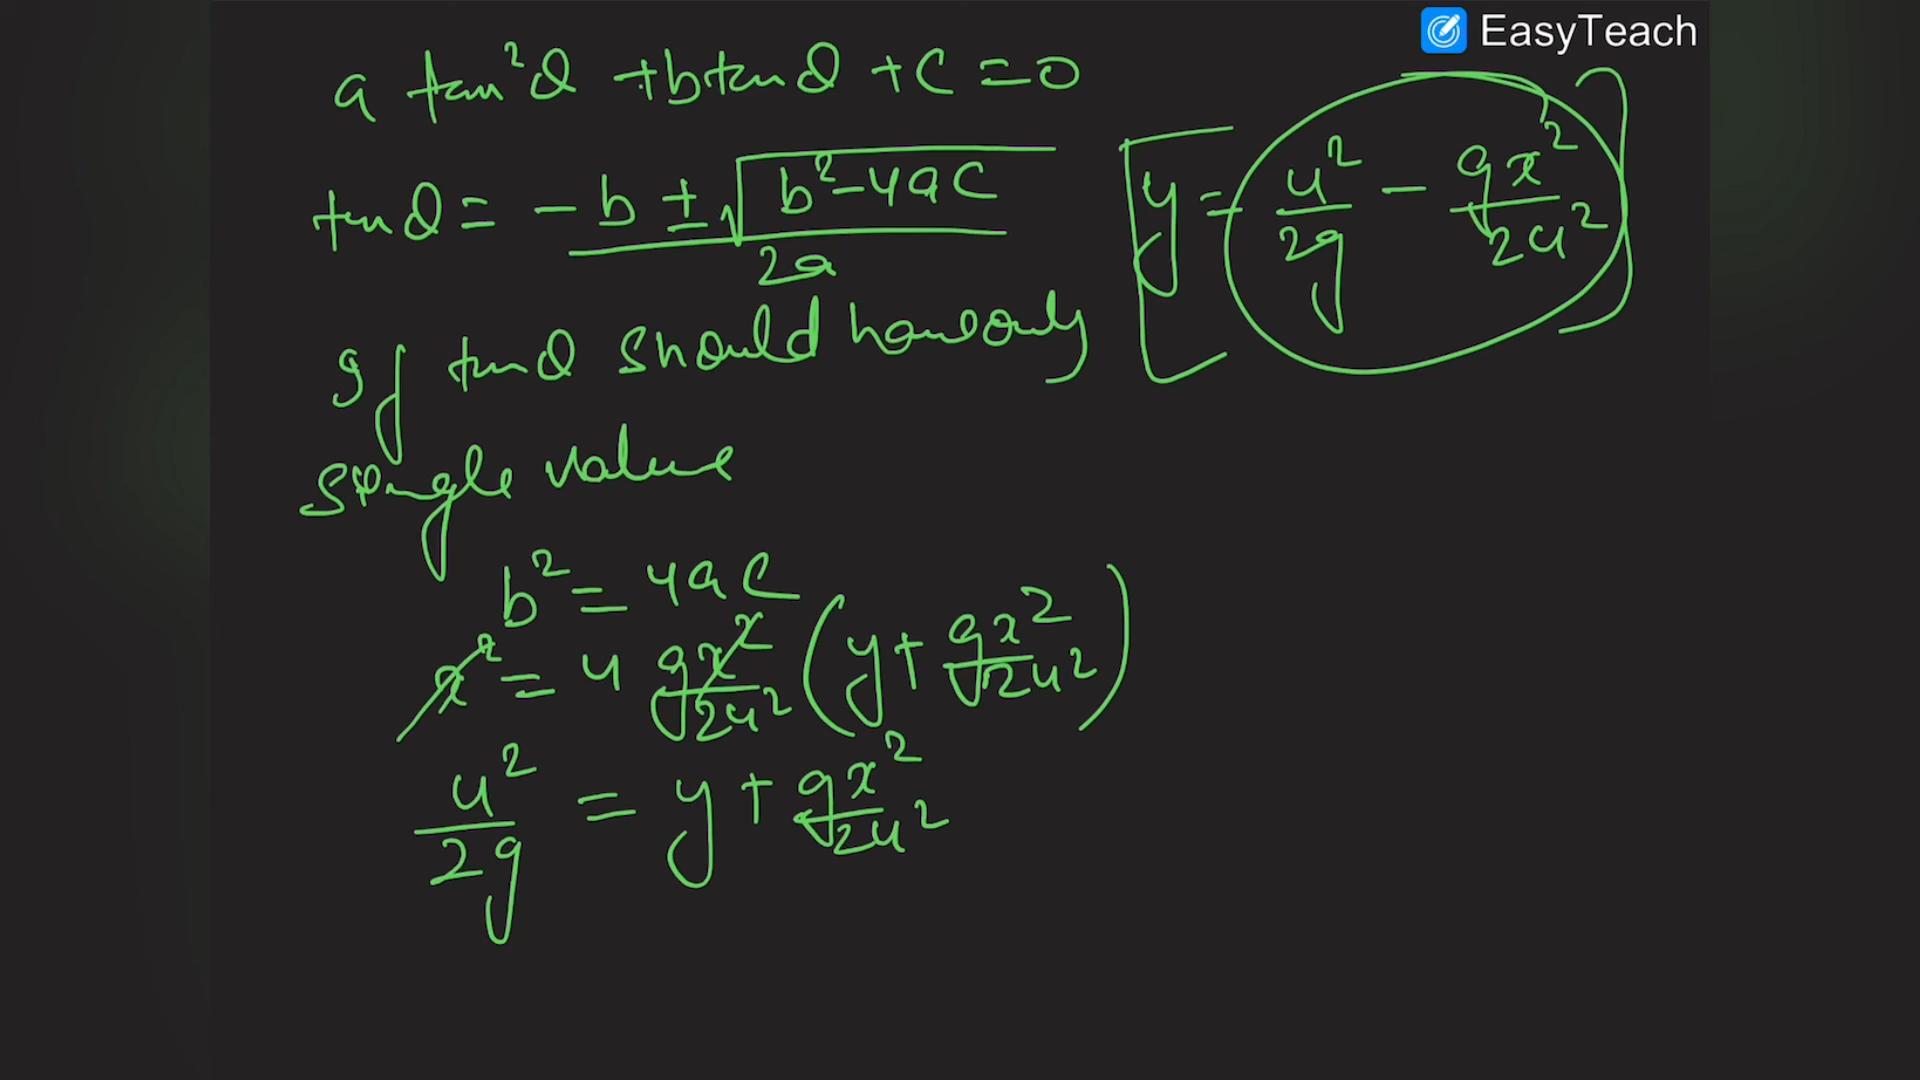 EasyTeach
a tan²θ + b tanθ + c = 0
tanθ = -b ± √(b²-4ac) / 2a
If tanθ should have only
single value
b² = 4ac
x² = 4 gx²/2u² (y + gx²/2u²)
u²/2g = y + gx²/2u²
[y = u²/2g - gx²/2u²]